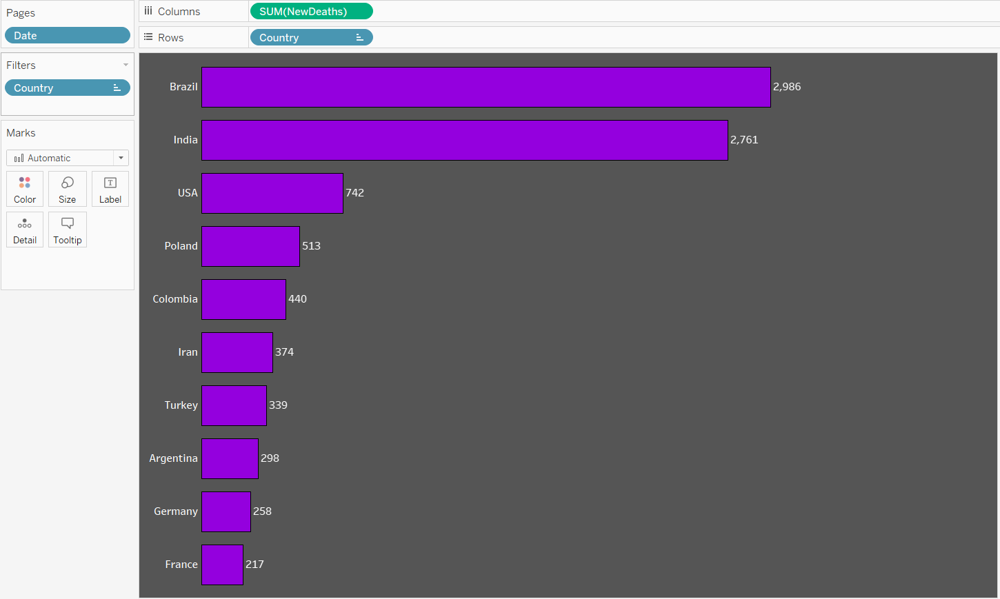 Pages
Date
Filters
Country
Marks
Automatic
Color
Size
Label
Detail
Tooltip
Columns
SUM(NewDeaths)
Rows
Country
Brazil 2,986
India 2,761
USA 742
Poland 513
Colombia 440
Iran 374
Turkey 339
Argentina 298
Germany 258
France 217